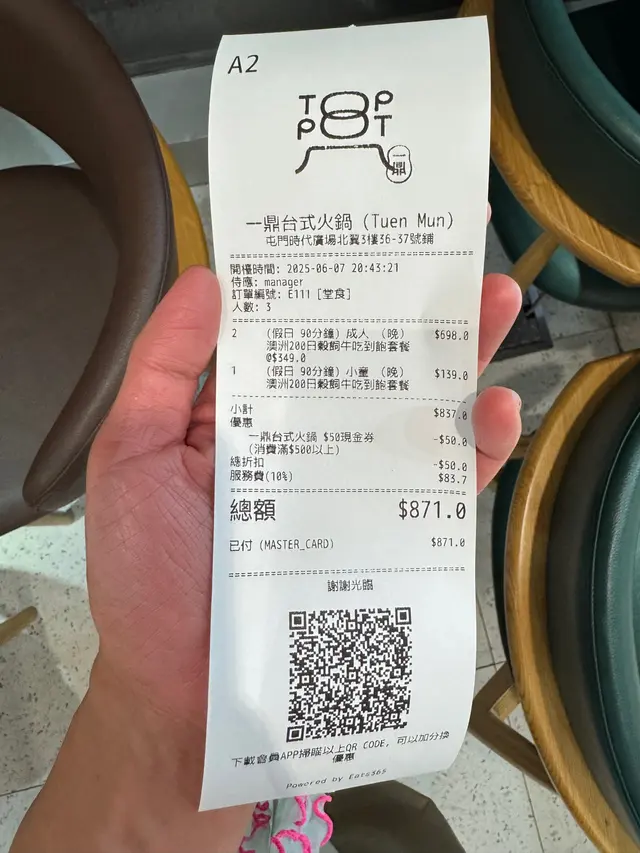 A2
TOP
POT
一鼎
一鼎台式火鍋 (Tuen Mun)
屯門時代廣場北翼3樓36-37號舖
開檯時間: 2025-06-07 20:43:21
侍應: manager
訂單編號: E111 [堂食]
人數: 3
2 (假日 90分鐘) 成人 (晚) $698.0
澳洲200日穀飼牛吃到飽套餐
@$349.0
1 (假日 90分鐘) 小童 (晚) $139.0
澳洲200日穀飼牛吃到飽套餐
小計 $837.0
優惠
一鼎台式火鍋 $50現金券 -$50.0
(消費滿$500以上)
總折扣 -$50.0
服務費(10%) $83.7
總額 $871.0
已付 (MASTER_CARD) $871.0
謝謝光臨
下載會員APP掃瞄以上QR CODE, 可以加分換
優惠
Powered by Eats365